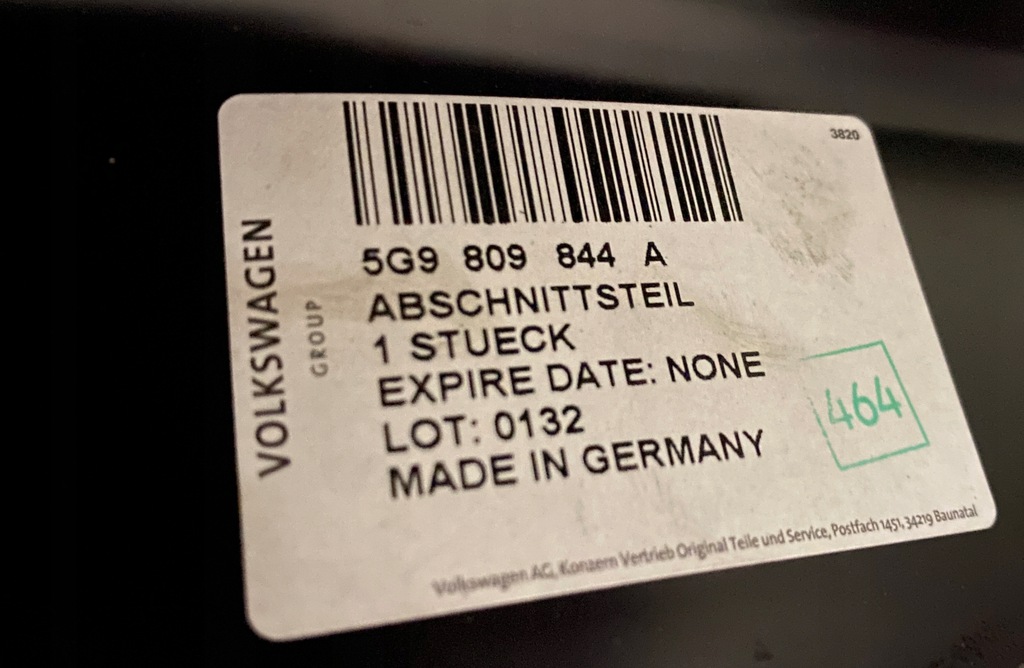 3820
VOLKSWAGEN
GROUP
5G9 809 844 A
ABSCHNITTSTEIL
1 STUECK
EXPIRE DATE: NONE
LOT: 0132
MADE IN GERMANY
464
Volkswagen AG, Konzern Vertrieb Original Teile und Service, Postfach 1451, 34219 Baunatal